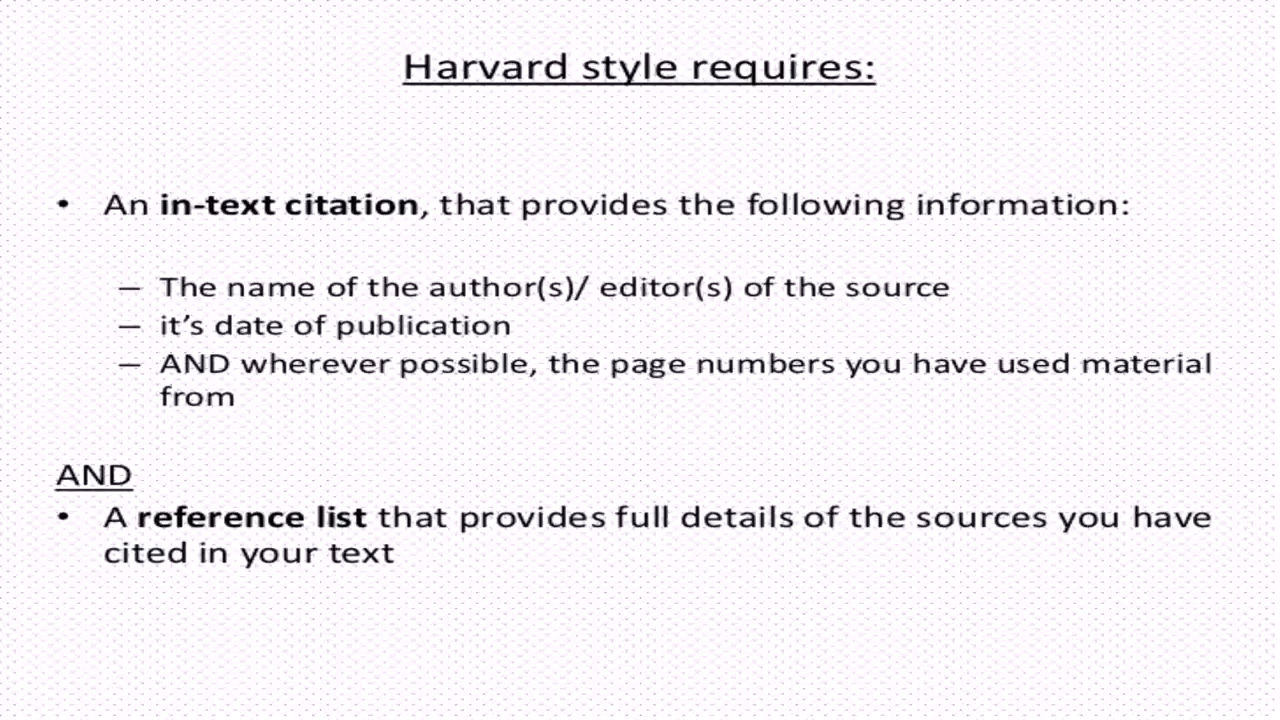 Harvard style requires:
• An in-text citation, that provides the following information:
– The name of the author(s)/ editor(s) of the source
– it’s date of publication
– AND wherever possible, the page numbers you have used material
from
AND
• A reference list that provides full details of the sources you have
cited in your text